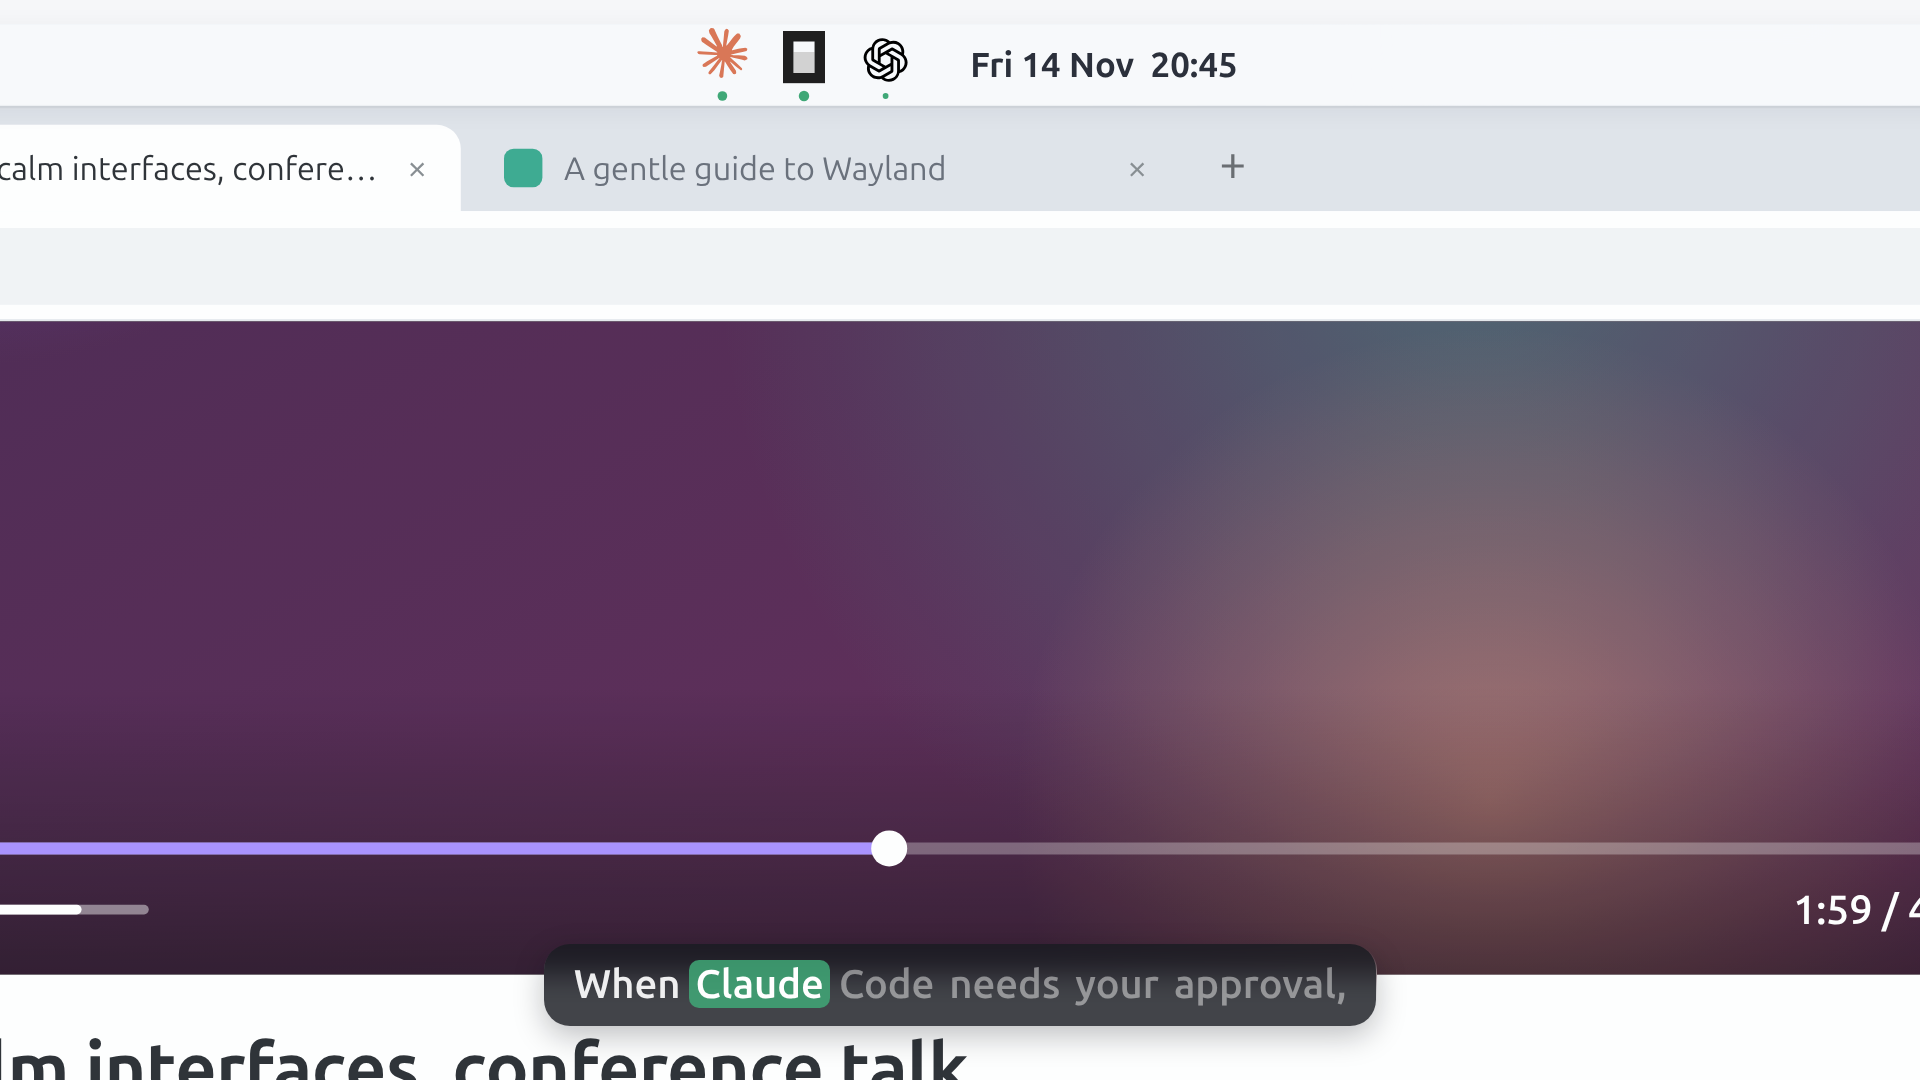 Fri 14 Nov 20:45
calm interfaces, confere…
A gentle guide to Wayland
1:59 / 4
When Claude Code needs your approval,
lm interfaces, conference talk